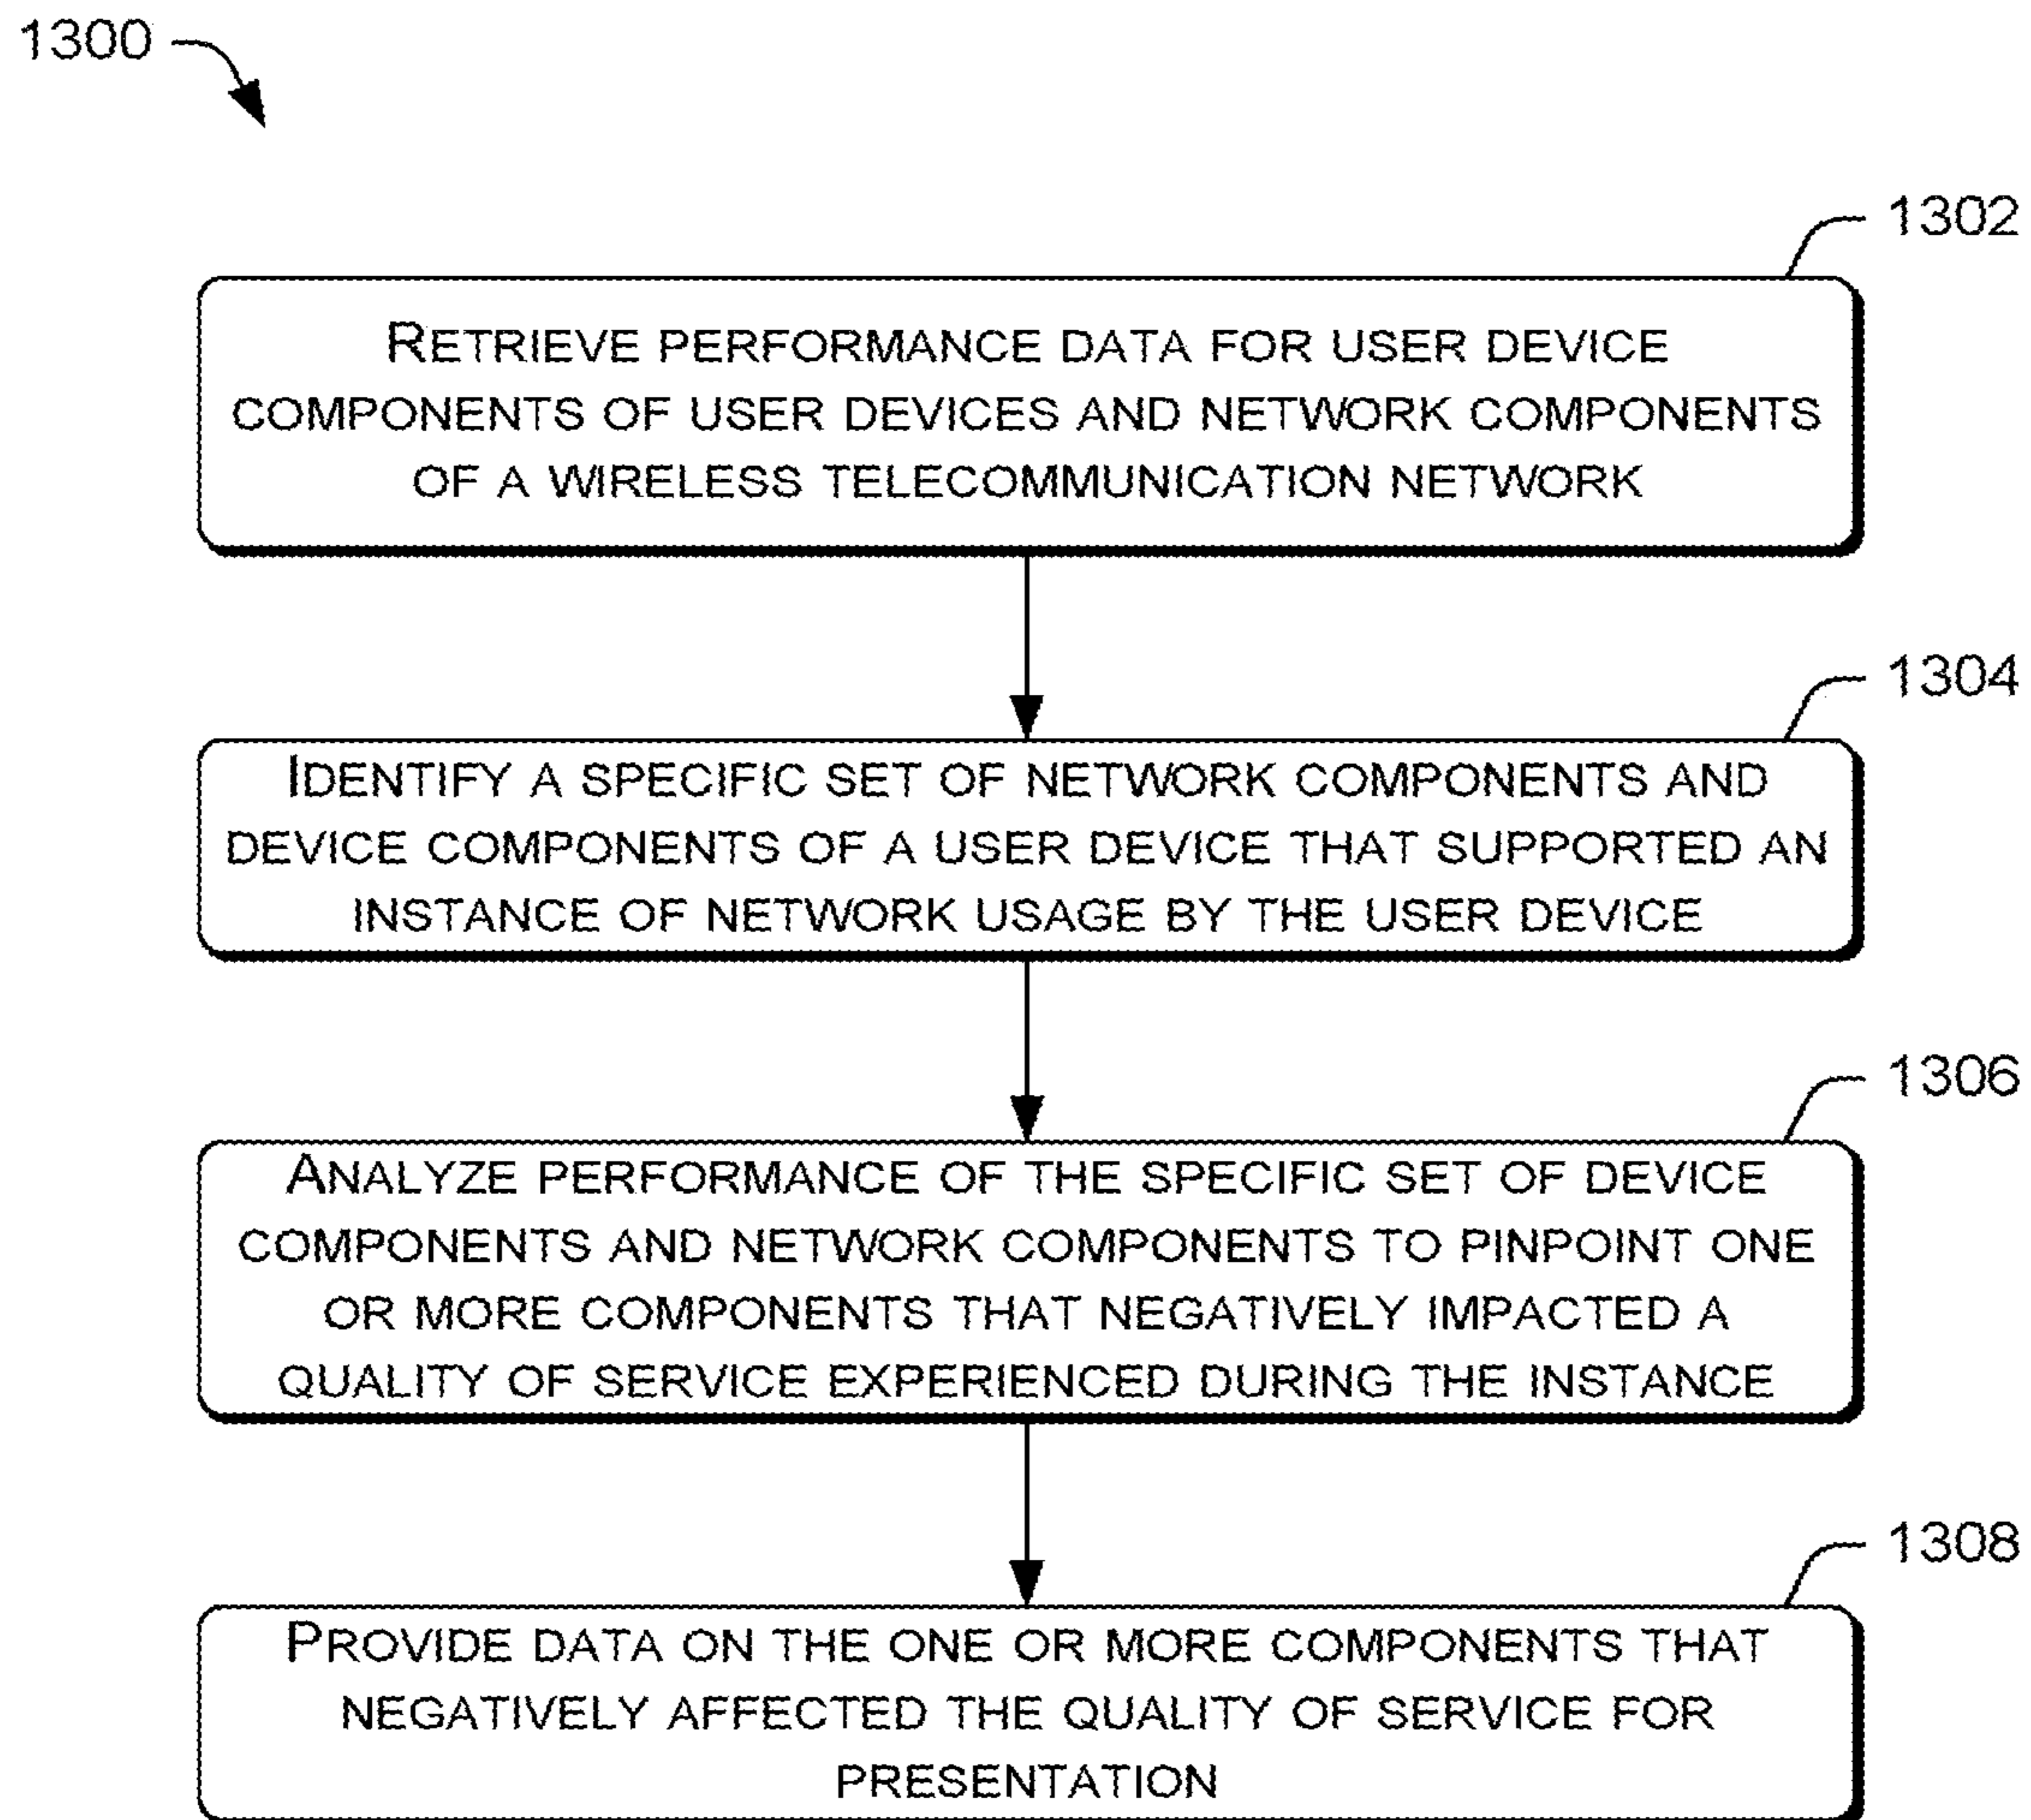 1300
1302
RETRIEVE PERFORMANCE DATA FOR USER DEVICE
COMPONENTS OF USER DEVICES AND NETWORK COMPONENTS
OF A WIRELESS TELECOMMUNICATION NETWORK
1304
IDENTIFY A SPECIFIC SET OF NETWORK COMPONENTS AND
DEVICE COMPONENTS OF A USER DEVICE THAT SUPPORTED AN
INSTANCE OF NETWORK USAGE BY THE USER DEVICE
1306
ANALYZE PERFORMANCE OF THE SPECIFIC SET OF DEVICE
COMPONENTS AND NETWORK COMPONENTS TO PINPOINT ONE
OR MORE COMPONENTS THAT NEGATIVELY IMPACTED A
QUALITY OF SERVICE EXPERIENCED DURING THE INSTANCE
1308
PROVIDE DATA ON THE ONE OR MORE COMPONENTS THAT
NEGATIVELY AFFECTED THE QUALITY OF SERVICE FOR
PRESENTATION